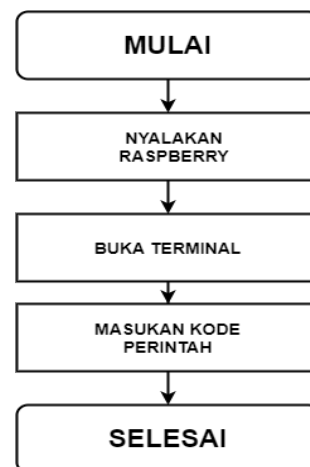 MULAI
NYALAKAN
RASPBERRY
BUKA TERMINAL
MASUKAN KODE
PERINTAH
SELESAI